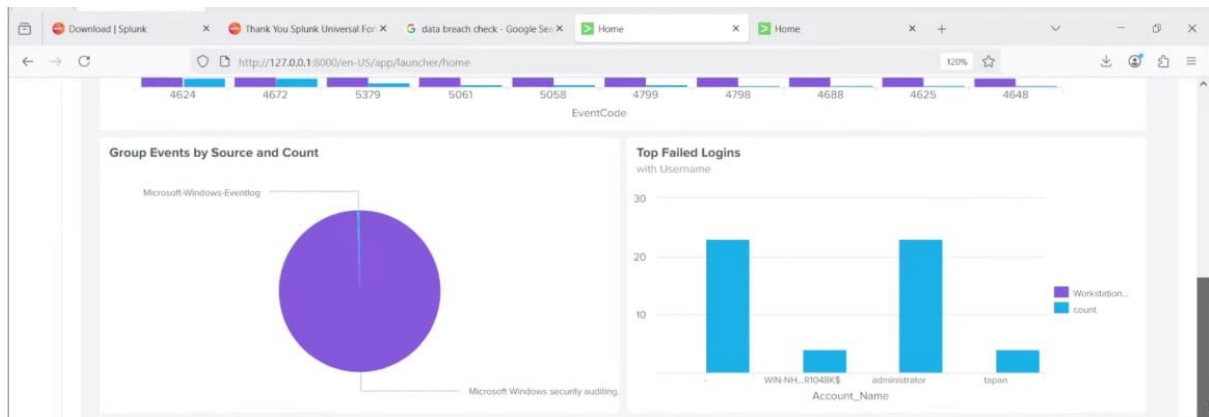 Download | Splunk
Thank You Splunk Universal For
data breach check - Google Sea
Home
Home
http://127.0.0.1:8000/en-US/app/launcher/home
120%
4624 4672 5379 5061 5058 4799 4798 4688 4625 4648
EventCode
Group Events by Source and Count
Microsoft-Windows-Eventlog
Microsoft Windows security auditing.
Top Failed Logins
with Username
30
20
10
- WIN-NH...R1048K$ administrator tapan
Account_Name
Workstation...
count